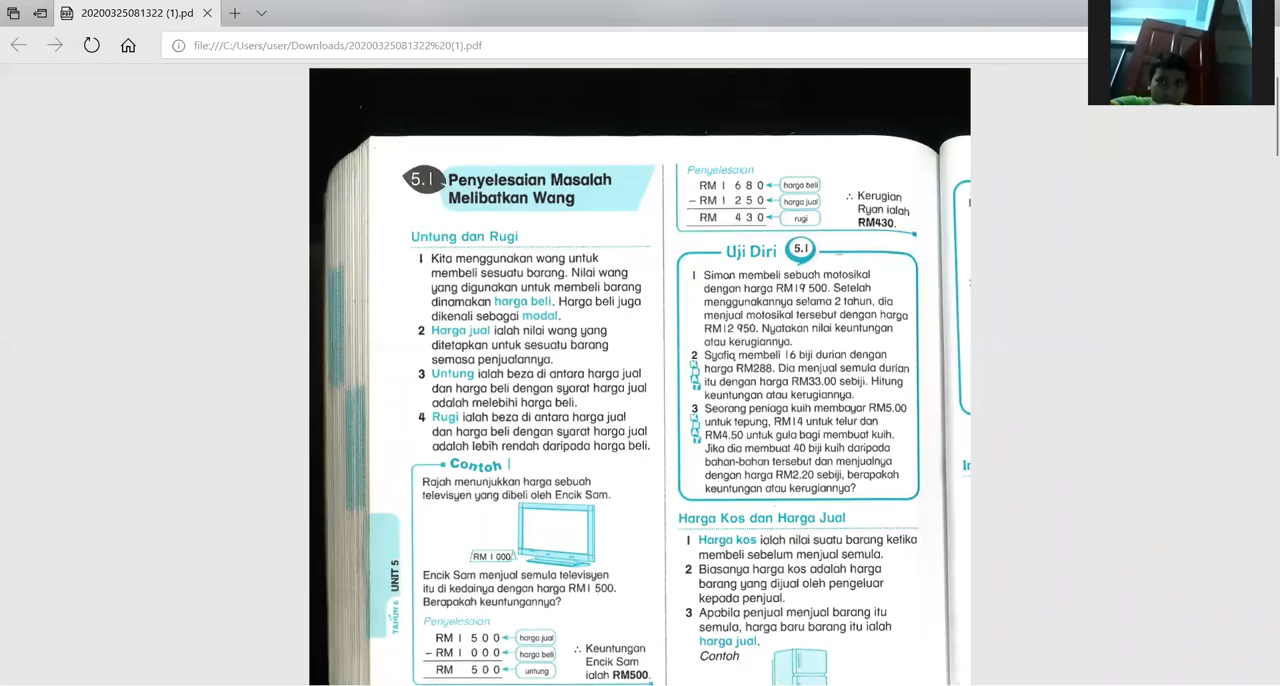 20200325081322 (1).pd
file:///C:/Users/user/Downloads/20200325081322%20(1).pdf
5.1 Penyelesaian Masalah
Melibatkan Wang
Untung dan Rugi
1 Kita menggunakan wang untuk
membeli sesuatu barang. Nilai wang
yang digunakan untuk membeli barang
dinamakan harga beli. Harga beli juga
dikenali sebagai modal.
2 Harga jual ialah nilai wang yang
ditetapkan untuk sesuatu barang
semasa penjualannya.
3 Untung ialah beza di antara harga jual
dan harga beli dengan syarat harga jual
adalah melebihi harga beli.
4 Rugi ialah beza di antara harga jual
dan harga beli dengan syarat harga jual
adalah lebih rendah daripada harga beli.
Contoh 1
Rajah menunjukkan harga sebuah
televisyen yang dibeli oleh Encik Sam.
RM 1 000
Encik Sam menjual semula televisyen
itu di kedainya dengan harga RM1 500.
Berapakah keuntungannya?
Penyelesaian
RM 1 5 0 0 harga jual
– RM 1 0 0 0 harga beli
RM 5 0 0 untung
∴ Keuntungan
Encik Sam
ialah RM500.
TAHUN 6 UNIT 5
Penyelesaian
RM 1 6 8 0 harga beli
– RM 1 2 5 0 harga jual
RM 4 3 0 rugi
∴ Kerugian
Ryan ialah
RM430.
Uji Diri 5.1
1 Simon membeli sebuah motosikal
dengan harga RM19 500. Setelah
menggunakannya selama 2 tahun, dia
menjual motosikal tersebut dengan harga
RM12 950. Nyatakan nilai keuntungan
atau kerugiannya.
2 Syafiq membeli 16 biji durian dengan
harga RM288. Dia menjual semula durian
itu dengan harga RM33.00 sebiji. Hitung
keuntungan atau kerugiannya.
3 Seorang peniaga kuih membayar RM5.00
untuk tepung, RM14 untuk telur dan
RM4.50 untuk gula bagi membuat kuih.
Jika dia membuat 40 biji kuih daripada
bahan-bahan tersebut dan menjualnya
dengan harga RM2.20 sebiji, berapakah
keuntungan atau kerugiannya?
Harga Kos dan Harga Jual
1 Harga kos ialah nilai suatu barang ketika
membeli sebelum menjual semula.
2 Biasanya harga kos adalah harga
barang yang dijual oleh pengeluar
kepada penjual.
3 Apabila penjual menjual barang itu
semula, harga baru barang itu ialah
harga jual.
Contoh